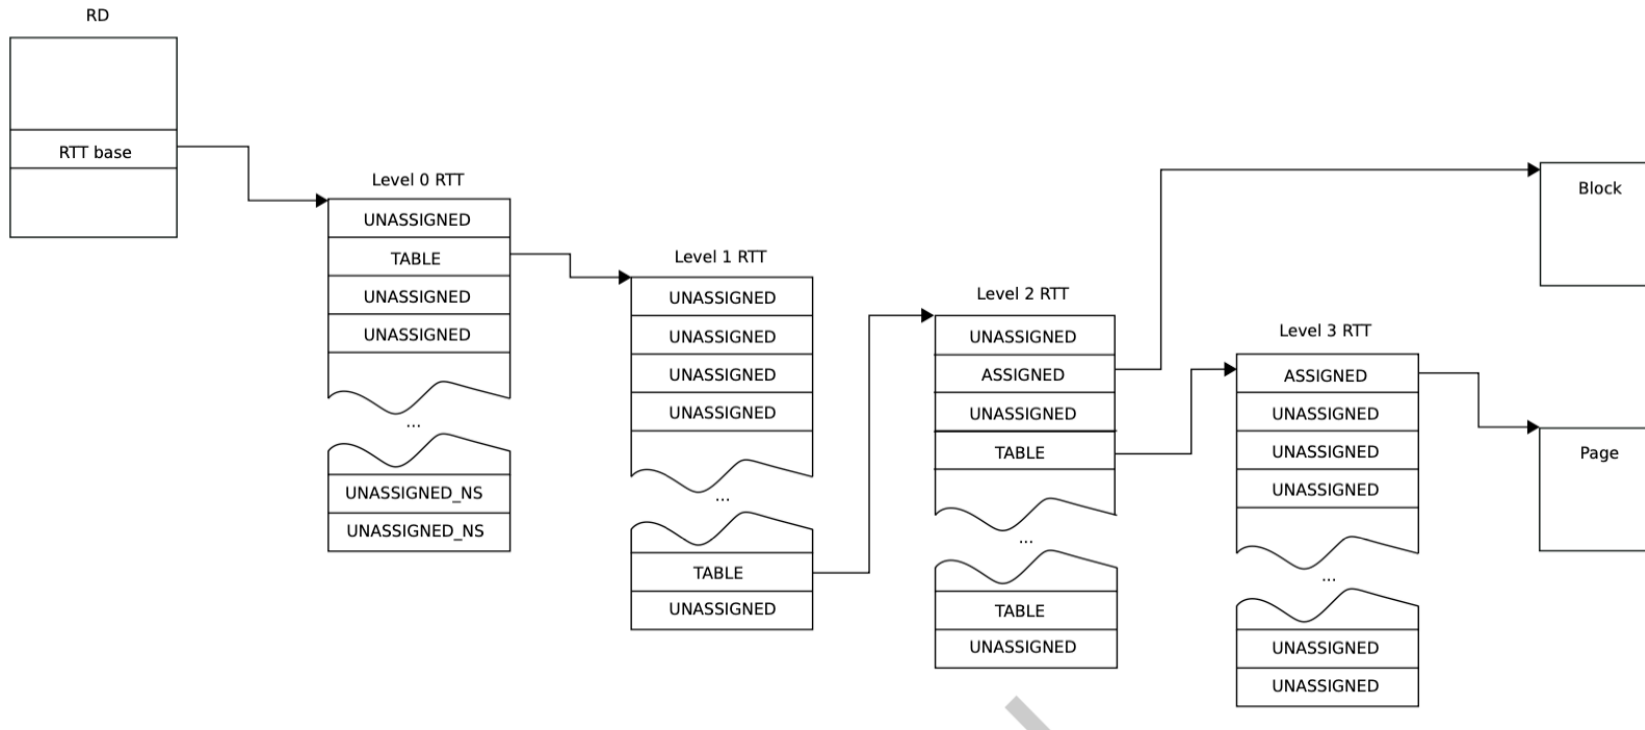 RD
RTT base
Level 0 RTT
UNASSIGNED
TABLE
UNASSIGNED
UNASSIGNED
...
UNASSIGNED_NS
UNASSIGNED_NS
Level 1 RTT
UNASSIGNED
UNASSIGNED
UNASSIGNED
UNASSIGNED
...
TABLE
UNASSIGNED
Level 2 RTT
UNASSIGNED
ASSIGNED
UNASSIGNED
TABLE
...
TABLE
UNASSIGNED
Level 3 RTT
ASSIGNED
UNASSIGNED
UNASSIGNED
UNASSIGNED
...
UNASSIGNED
UNASSIGNED
Block
Page